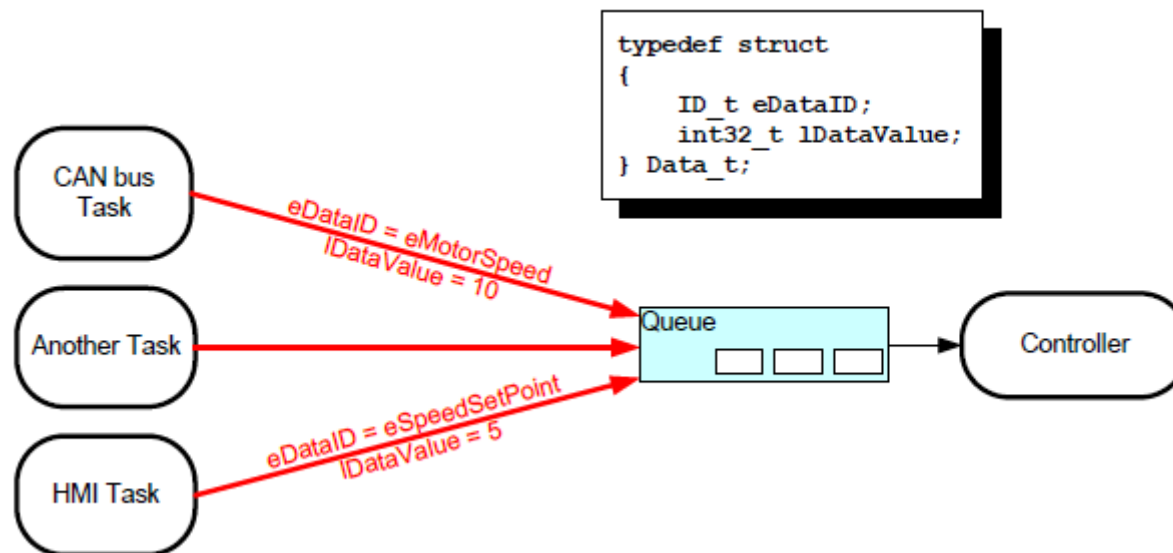 typedef struct
{
    ID_t eDataID;
    int32_t lDataValue;
} Data_t;
CAN bus
Task
eDataID = eMotorSpeed
lDataValue = 10
Another Task
Queue
Controller
eDataID = eSpeedSetPoint
lDataValue = 5
HMI Task